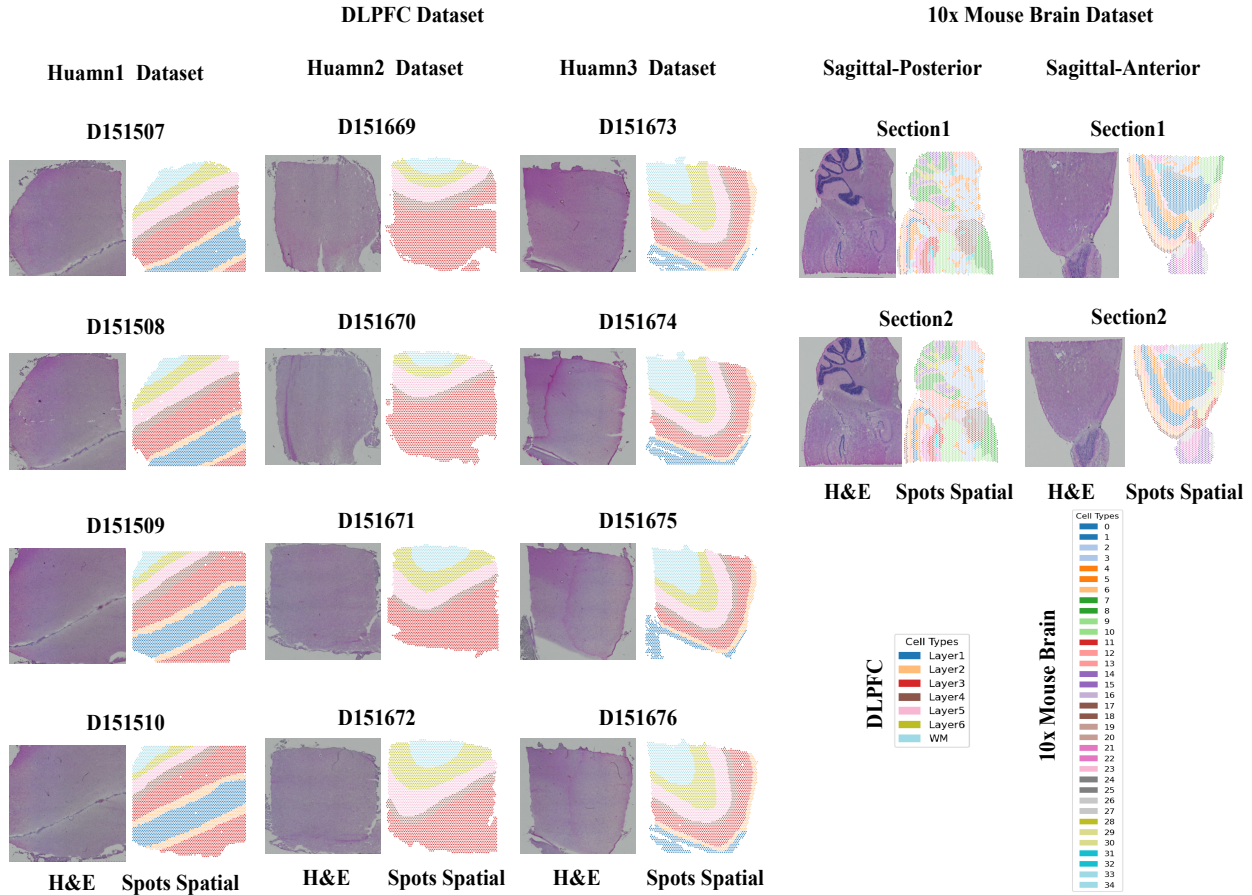 DLPFC Dataset
10x Mouse Brain Dataset
Huamn1 Dataset
Huamn2 Dataset
Huamn3 Dataset
Sagittal-Posterior
Sagittal-Anterior
D151507
D151669
D151673
Section1
Section1
D151508
D151670
D151674
Section2
Section2
H&E
Spots Spatial
H&E
Spots Spatial
D151509
D151671
D151675
D151510
D151672
D151676
H&E
Spots Spatial
H&E
Spots Spatial
H&E
Spots Spatial
DLPFC
Cell Types
Layer1
Layer2
Layer3
Layer4
Layer5
Layer6
WM
10x Mouse Brain
Cell Types
0
1
2
3
4
5
6
7
8
9
10
11
12
13
14
15
16
17
18
19
20
21
22
23
24
25
26
27
28
29
30
31
32
33
34